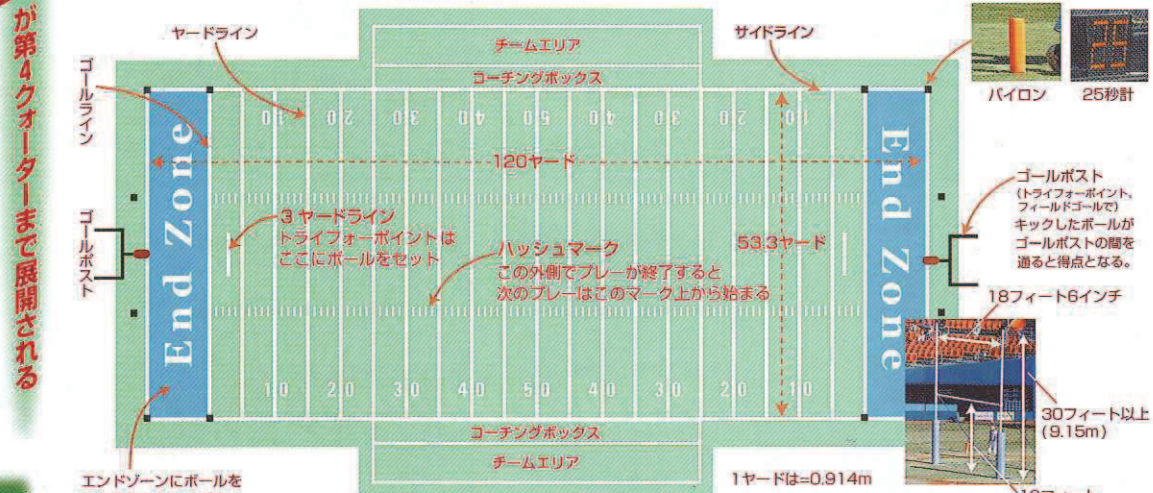 が第4クォーターまで展開される
ヤードライン
チームエリア
コーチングボックス
サイドライン
パイロン
25秒計
ゴールライン
10
20
30
40
50
40
30
20
10
End Zone
120ヤード
End Zone
ゴールポスト
3ヤードライン
トライフォーポイントは
ここにボールをセット
ハッシュマーク
この外側でプレーが終了すると
次のプレーはこのマーク上から始まる
53.3ヤード
ゴールポスト
(トライフォーポイント、
フィールドゴールで)
キックしたボールが
ゴールポストの間を
通ると得点となる。
18フィート6インチ
30フィート以上
(9.15m)
10
20
30
40
50
40
30
20
10
コーチングボックス
チームエリア
エンドゾーンにボールを
1ヤードは=0.914m
10フィート